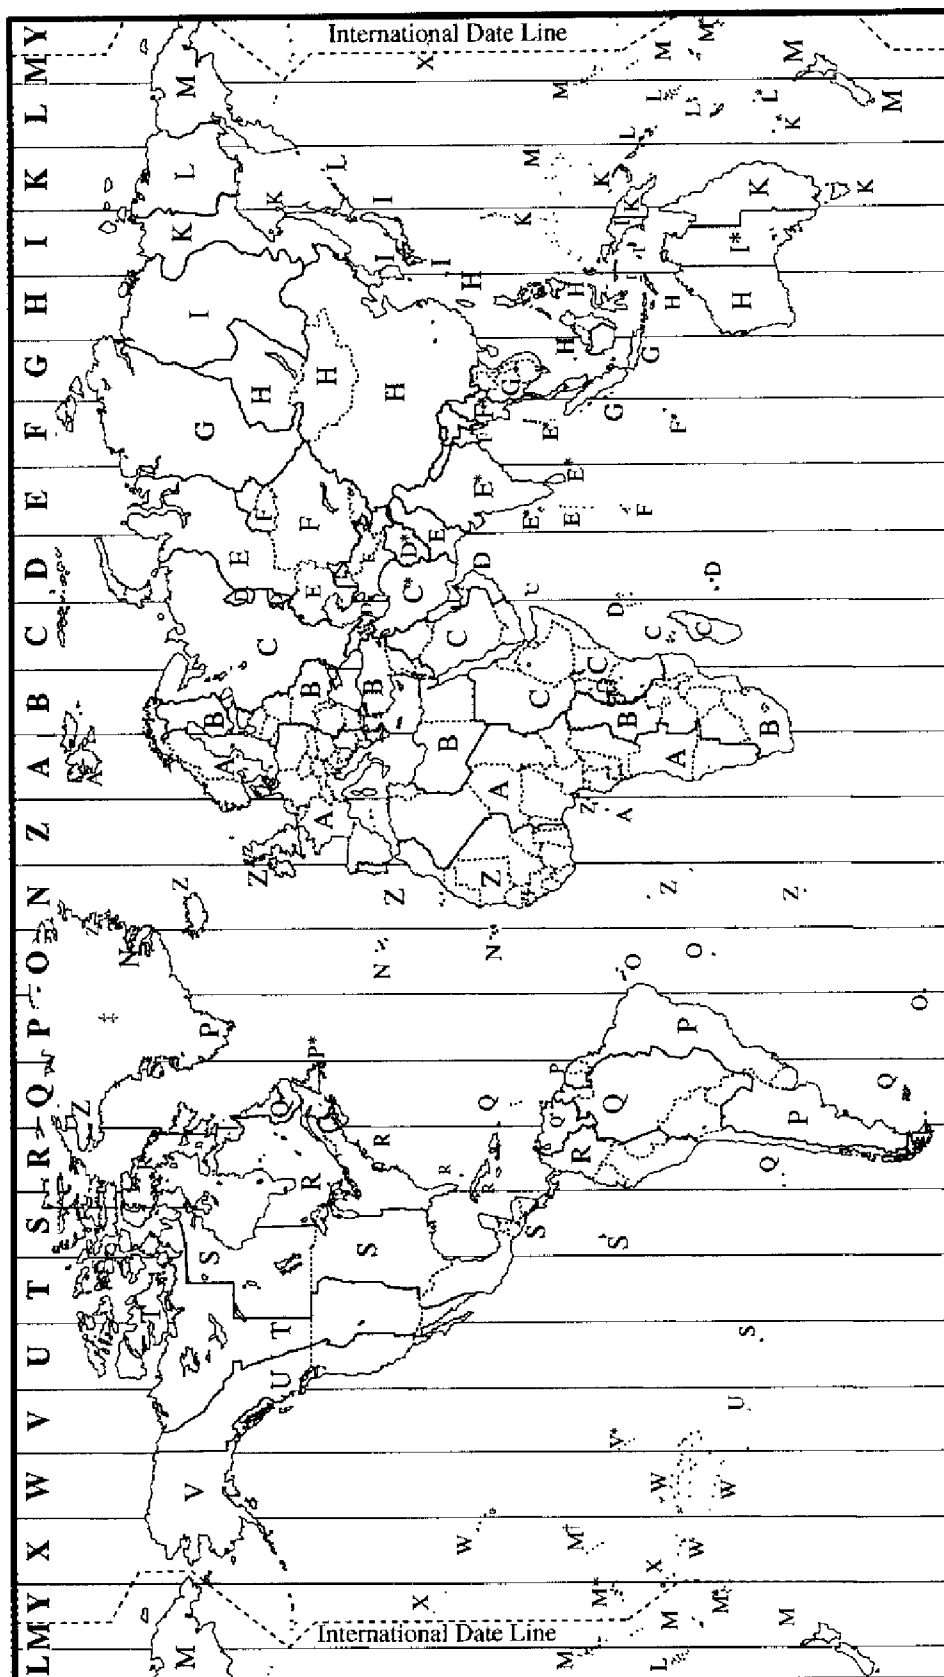 L M Y X W V U T S R Q P O N Z A B C D E F G H I K L M Y
Z A
Z ‡
T R N
M V S P Z A B G I K L M
U T Q Z C E F H K
R P* A B E F H L
S R N Z B E H I I
X R B C C* D* E I X
International Date Line
International Date Line
W R Q N Z A D E* F* H
S C U E* G E K M
M M† R Q P Z E E* H H M
M* V* S Q O A B C D F G K K L
L M X W P Z C G H L M
M* W O A C F* L M*
W U S D H I* K L*
M Q P Z B K M
Q O K M